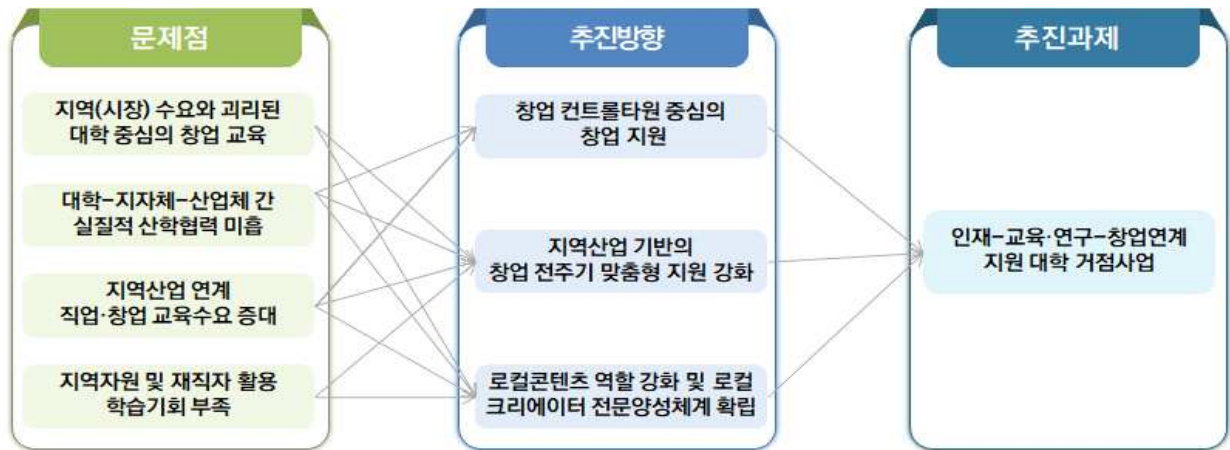 문제점
지역(시장) 수요와 괴리된
대학 중심의 창업 교육
대학-지자체-산업체 간
실질적 산학협력 미흡
지역산업 연계
직업·창업 교육수요 증대
지역자원 및 재직자 활용
학습기회 부족
추진방향
창업 컨트롤타원 중심의
창업 지원
지역산업 기반의
창업 전주기 맞춤형 지원 강화
로컬콘텐츠 역할 강화 및 로컬
크리에이터 전문양성체계 확립
추진과제
인재-교육·연구-창업연계
지원 대학 거점사업